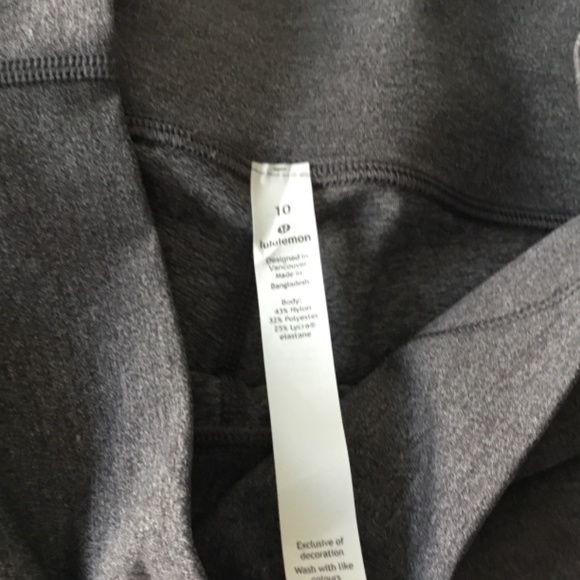 10
lululemon
Designed in
Vancouver
Made in
Bangladesh
Body:
43% Nylon
32% Polyester
25% Lycra®
elastane
Exclusive of
decoration
Wash with like
colours